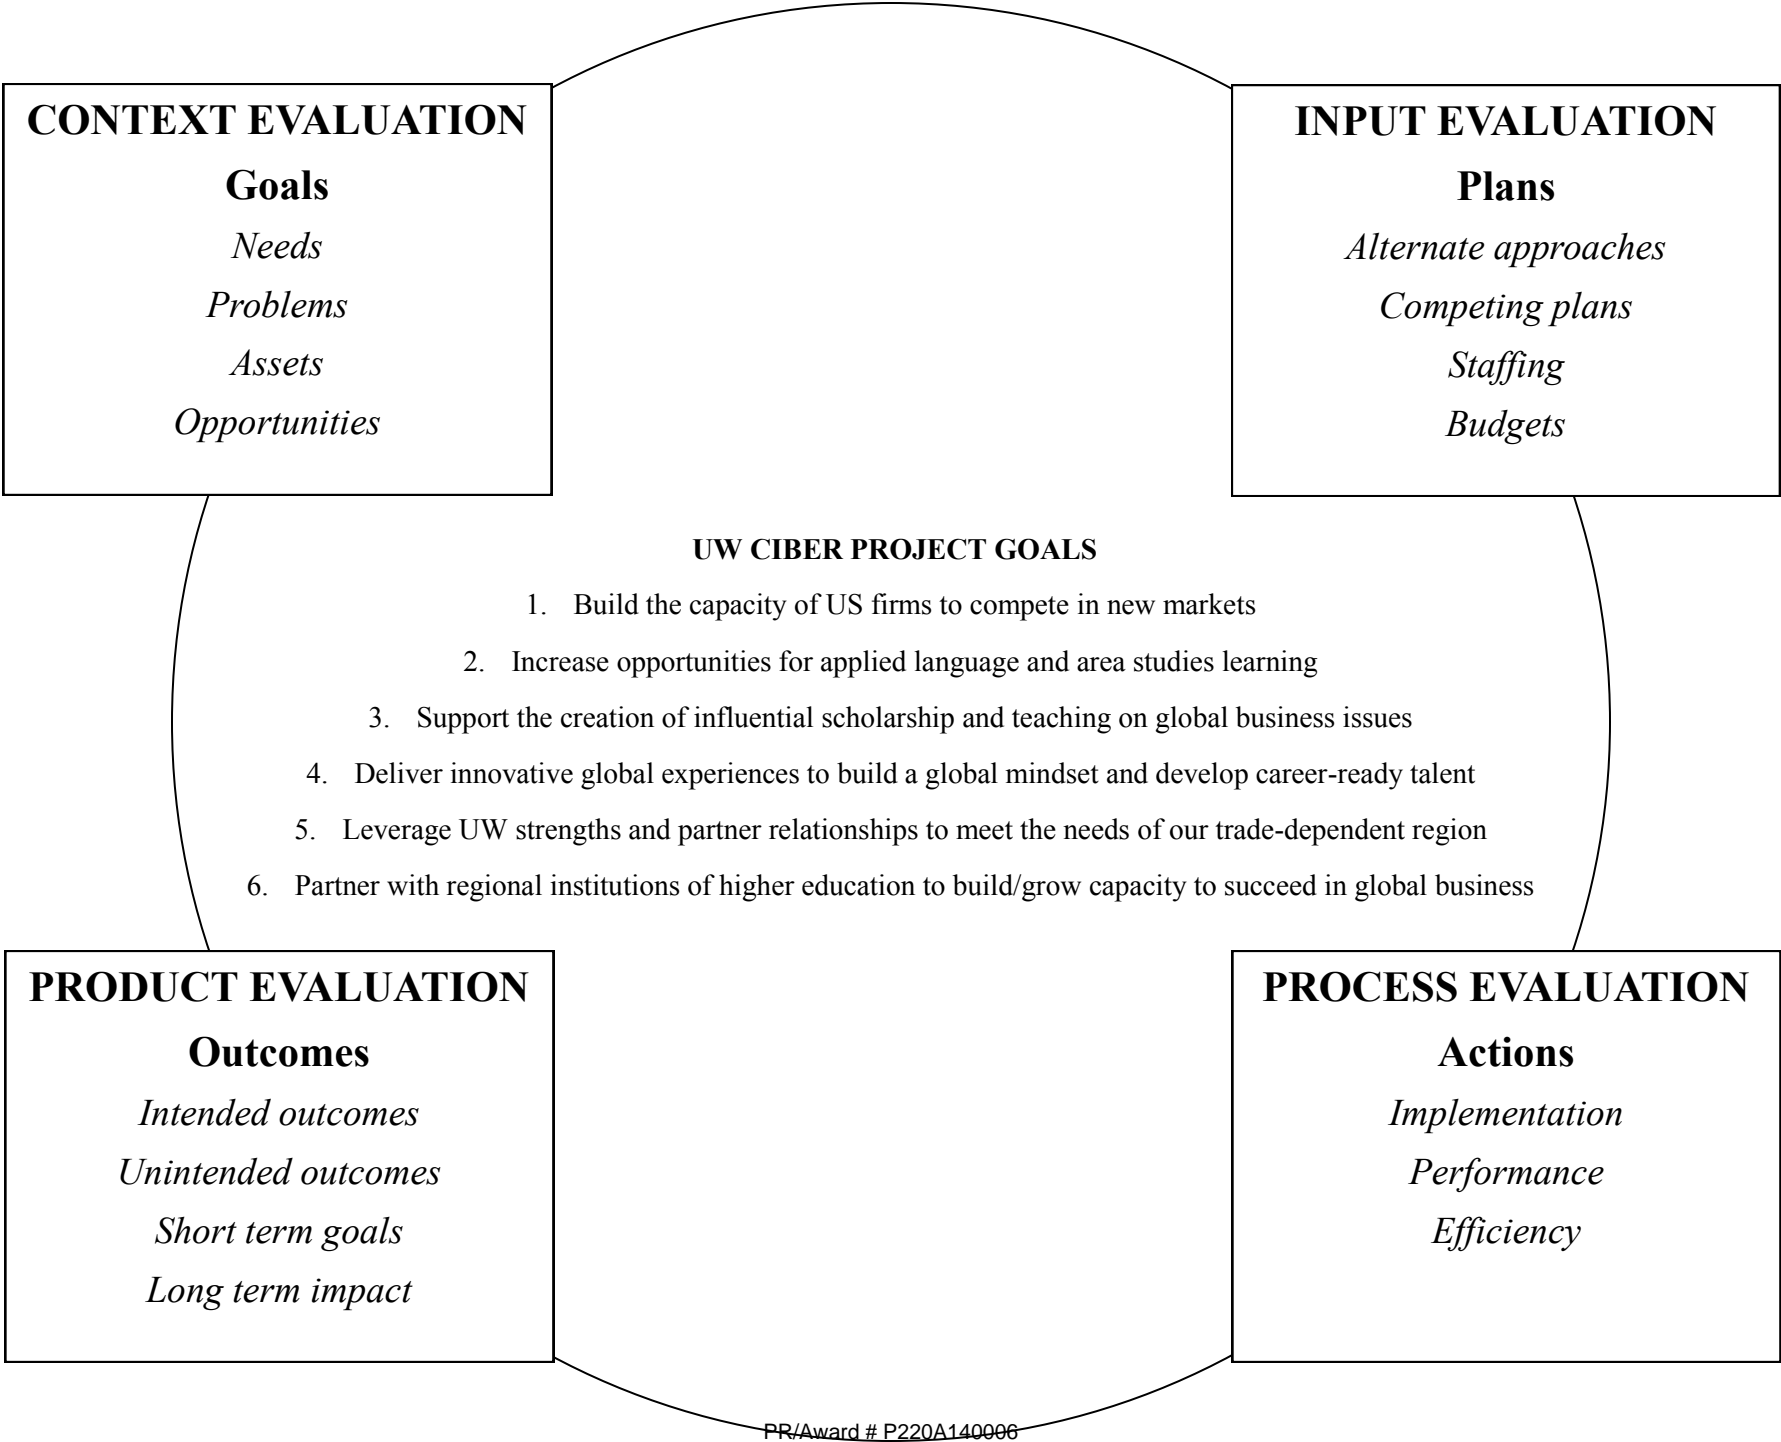 CONTEXT EVALUATION
Goals
Needs
Problems
Assets
Opportunities
INPUT EVALUATION
Plans
Alternate approaches
Competing plans
Staffing
Budgets
UW CIBER PROJECT GOALS
1. Build the capacity of US firms to compete in new markets
2. Increase opportunities for applied language and area studies learning
3. Support the creation of influential scholarship and teaching on global business issues
4. Deliver innovative global experiences to build a global mindset and develop career-ready talent
5. Leverage UW strengths and partner relationships to meet the needs of our trade-dependent region
6. Partner with regional institutions of higher education to build/grow capacity to succeed in global business
PRODUCT EVALUATION
Outcomes
Intended outcomes
Unintended outcomes
Short term goals
Long term impact
PROCESS EVALUATION
Actions
Implementation
Performance
Efficiency
PR/Award # P220A140006